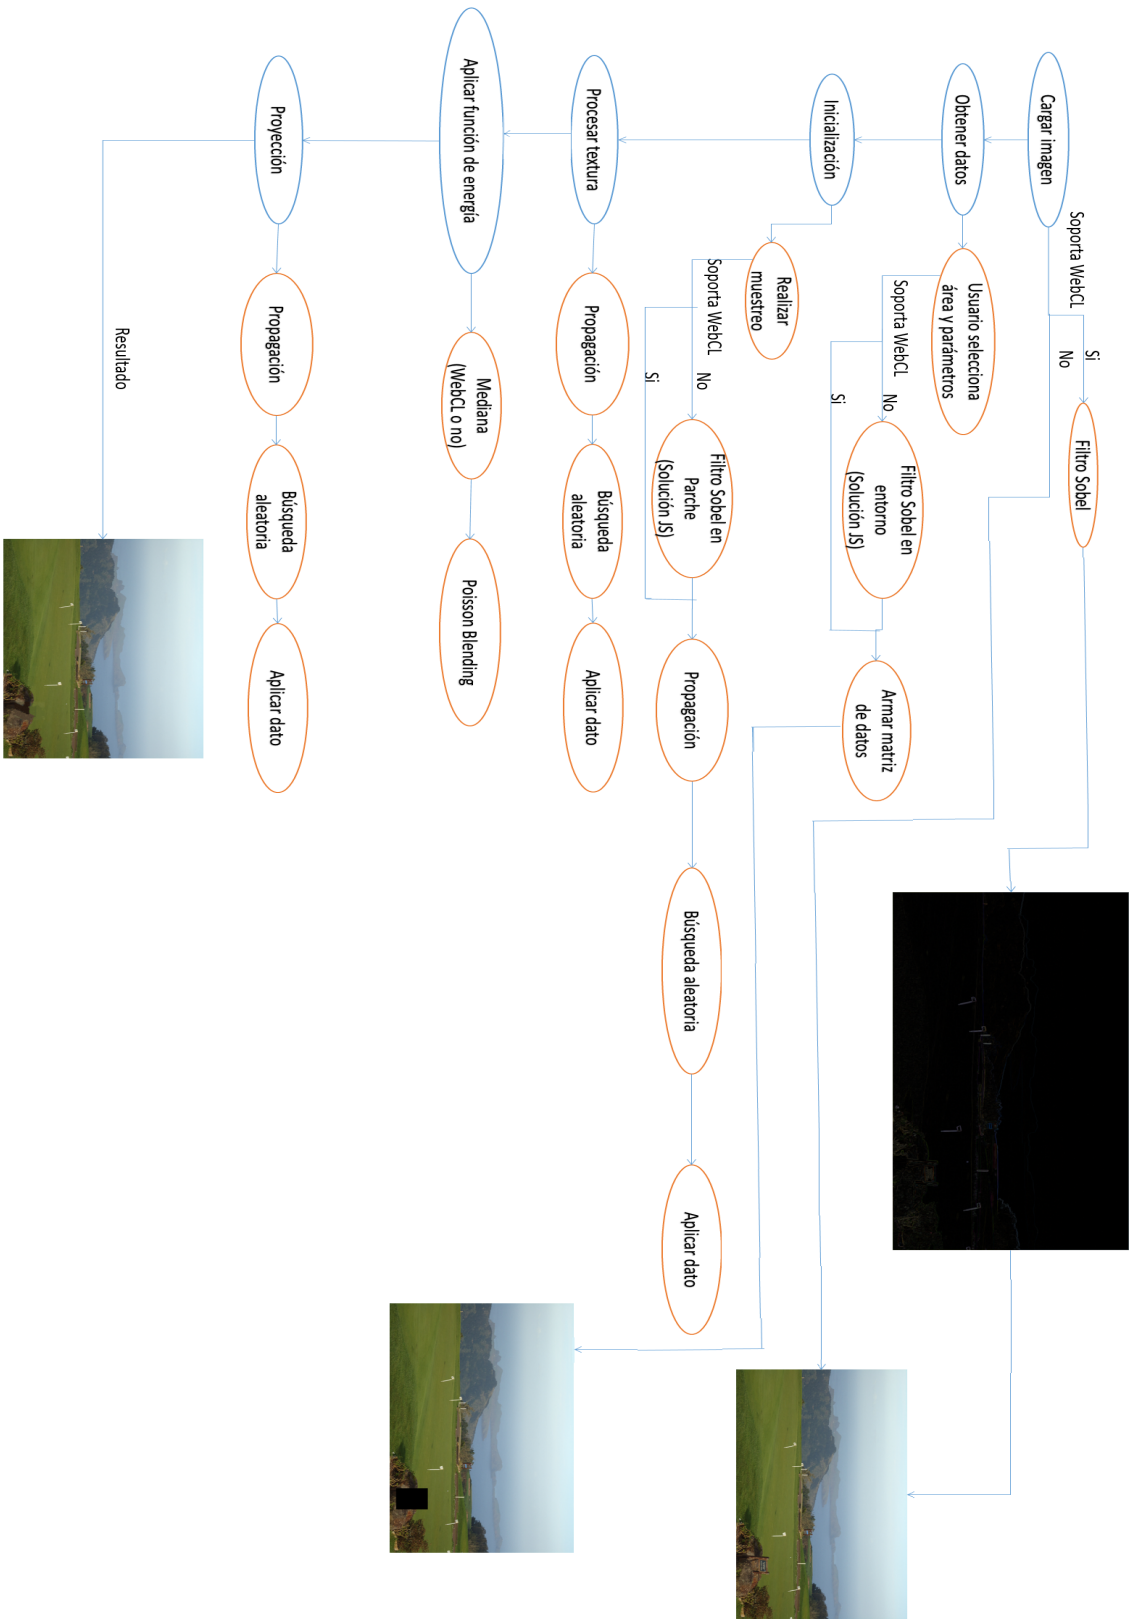 Cargar imagen
Soporta WebCL
Si
No
Filtro Sobel
Obtener datos
Usuario selecciona
área y parámetros
Soporta WebCL
No
Si
Filtro Sobel en
entorno
(Solución JS)
Armar matriz
de datos
Inicialización
Realizar
muestreo
Soporta WebCL
No
Si
Filtro Sobel en
Parche
(Solución JS)
Propagación
Búsqueda aleatoria
Aplicar dato
Procesar textura
Propagación
Búsqueda
aleatoria
Aplicar dato
Aplicar función de energía
Mediana
(WebCL o no)
Poisson Blending
Proyección
Propagación
Búsqueda
aleatoria
Aplicar dato
Resultado